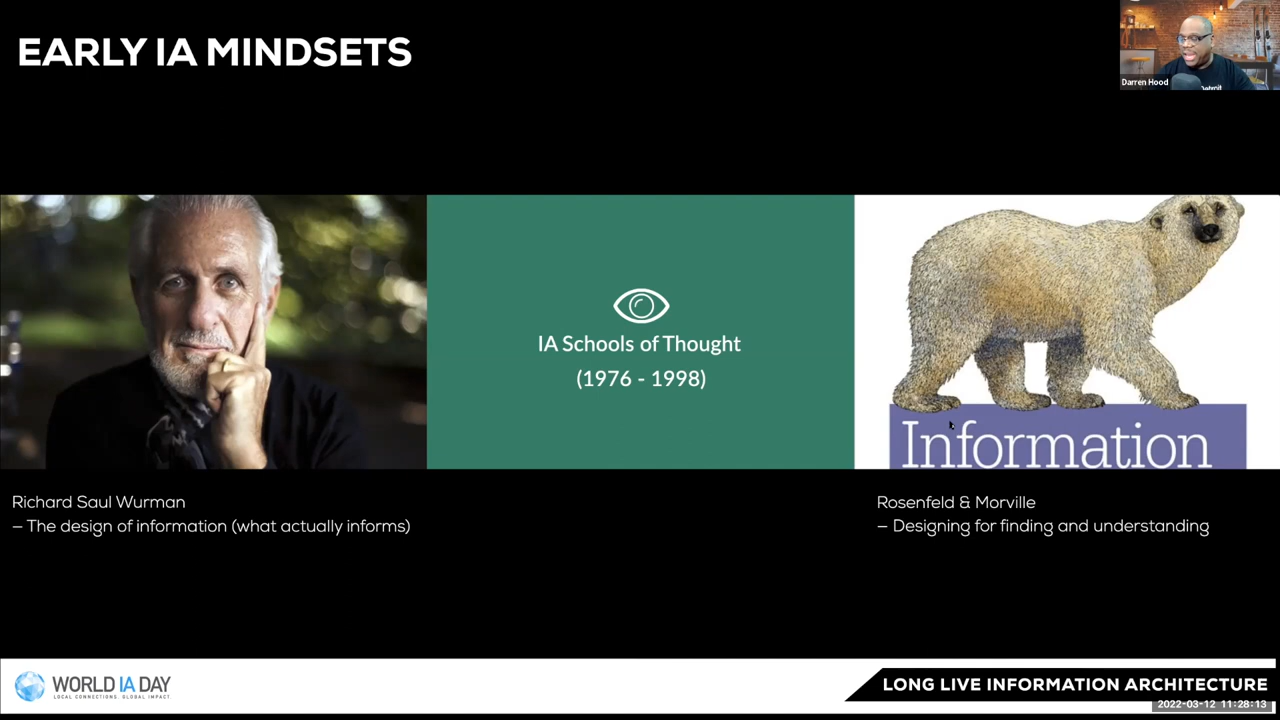 EARLY IA MINDSETS
Darren Hood
IA Schools of Thought
(1976 - 1998)
Information
Richard Saul Wurman
– The design of information (what actually informs)
Rosenfeld & Morville
– Designing for finding and understanding
WORLD IA DAY
LOCAL CONNECTIONS. GLOBAL IMPACT.
LONG LIVE INFORMATION ARCHITECTURE
2022-03-12 11:28:13